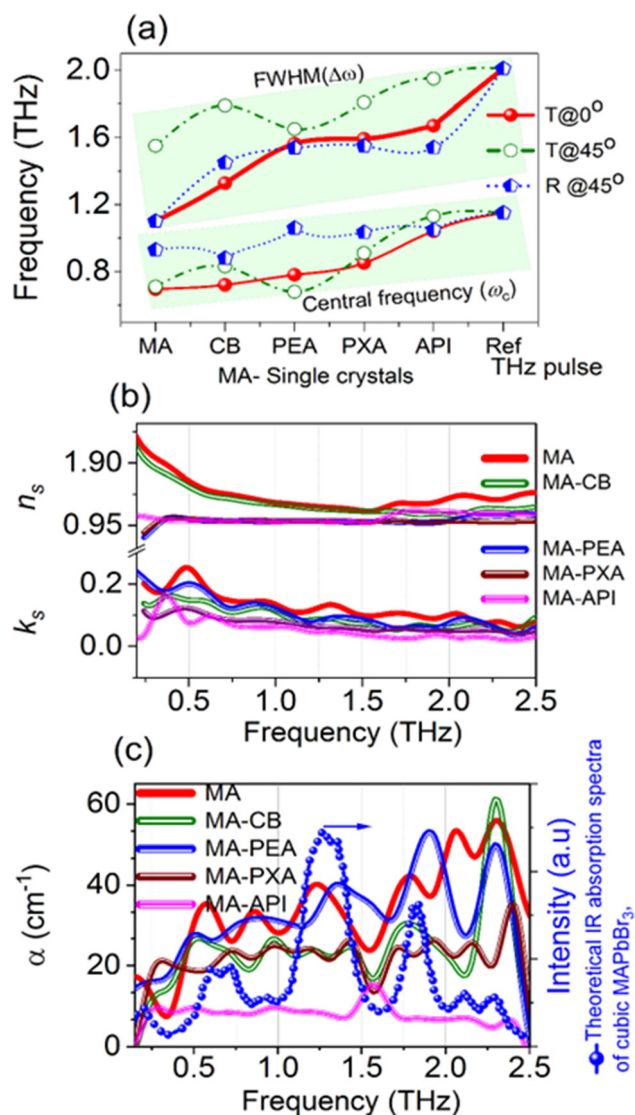 (a)
Frequency (THz)
2.0
1.6
1.2
0.8
FWHM(Δω)
Central frequency (ω_c)
T@0°
T@45°
R @45°
MA CB PEA PXA API Ref
MA- Single crystals THz pulse
(b)
n_s
1.90
0.95
k_s
0.2
0.0
MA
MA-CB
MA-PEA
MA-PXA
MA-API
0.5 1.0 1.5 2.0 2.5
Frequency (THz)
(c)
α (cm⁻¹)
60
40
20
0
MA
MA-CB
MA-PEA
MA-PXA
MA-API
0.5 1.0 1.5 2.0 2.5
Frequency (THz)
Intensity (a.u)
Theoretical IR absorption spectra
of cubic MAPbBr₃,